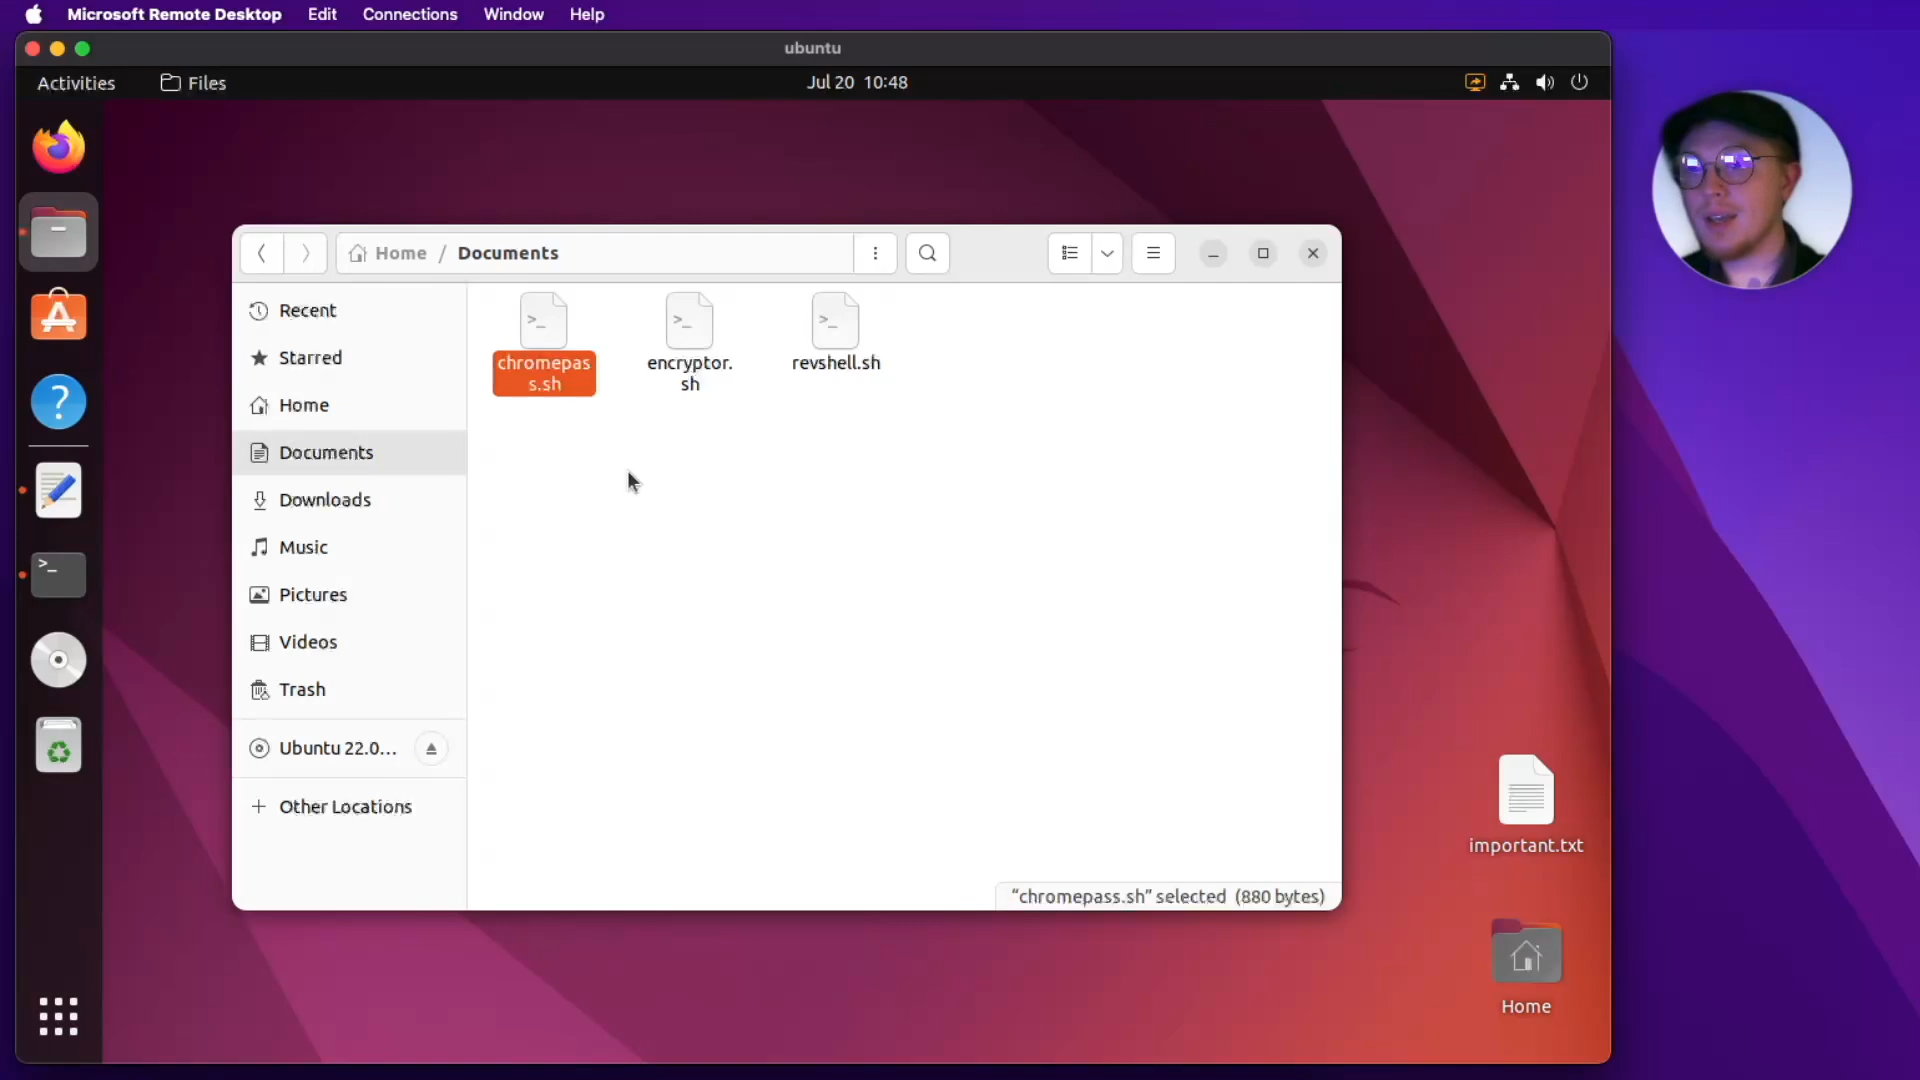 Microsoft Remote Desktop Edit Connections Window Help
ubuntu
Activities Files Jul 20 10:48
Home / Documents
Recent
Starred
Home
Documents
Downloads
Music
Pictures
Videos
Trash
Ubuntu 22.0...
+ Other Locations
>_
chromepas
s.sh
>_
encryptor.
sh
>_
revshell.sh
"chromepass.sh" selected (880 bytes)
?
>_
important.txt
Home